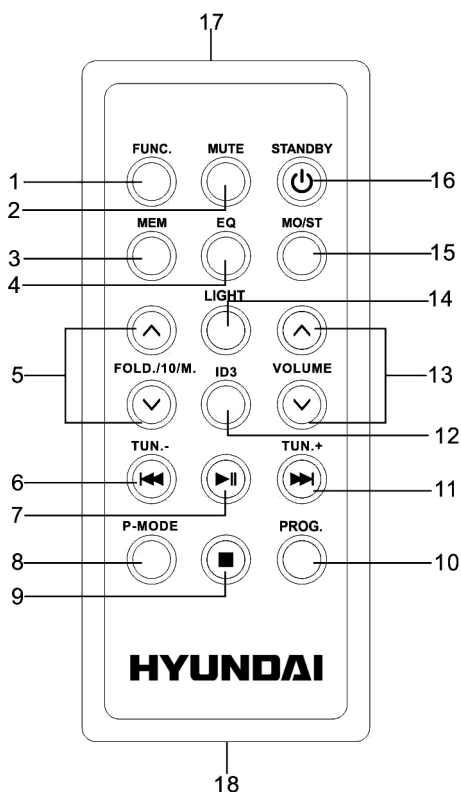 17
FUNC. MUTE STANDBY
1 16
2
MEM EQ MO/ST
3 15
4
LIGHT 14
5 13
FOLD./10/M. ID3 VOLUME
12
TUN.- TUN.+
6
7 11
P-MODE PROG.
8 10
9
HYUNDAI
18